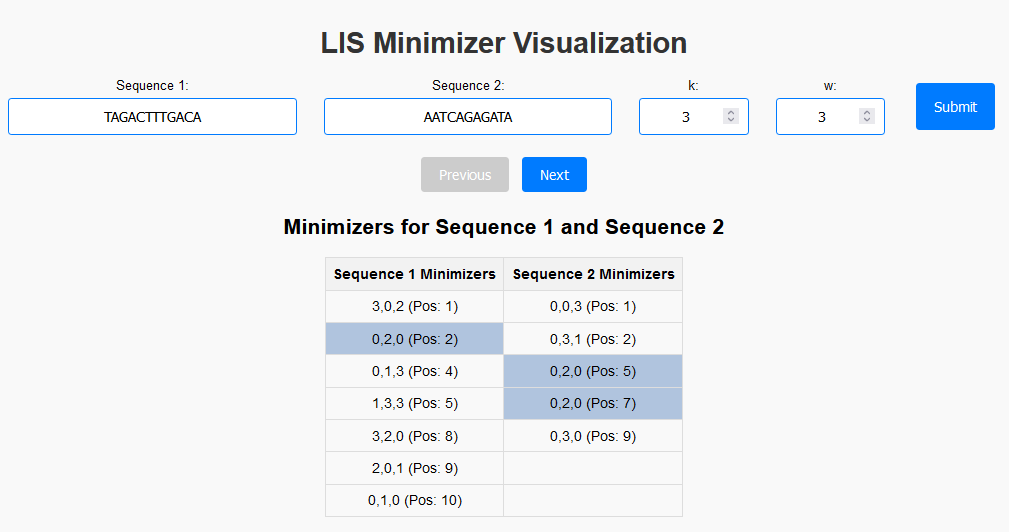 LIS Minimizer Visualization
Sequence 1: Sequence 2: k: w:
TAGACTTTGACA AATCAGAGATA 3 3 Submit
Previous Next
Minimizers for Sequence 1 and Sequence 2
Sequence 1 Minimizers Sequence 2 Minimizers
3,0,2 (Pos: 1) 0,0,3 (Pos: 1)
0,2,0 (Pos: 2) 0,3,1 (Pos: 2)
0,1,3 (Pos: 4) 0,2,0 (Pos: 5)
1,3,3 (Pos: 5) 0,2,0 (Pos: 7)
3,2,0 (Pos: 8) 0,3,0 (Pos: 9)
2,0,1 (Pos: 9)
0,1,0 (Pos: 10)